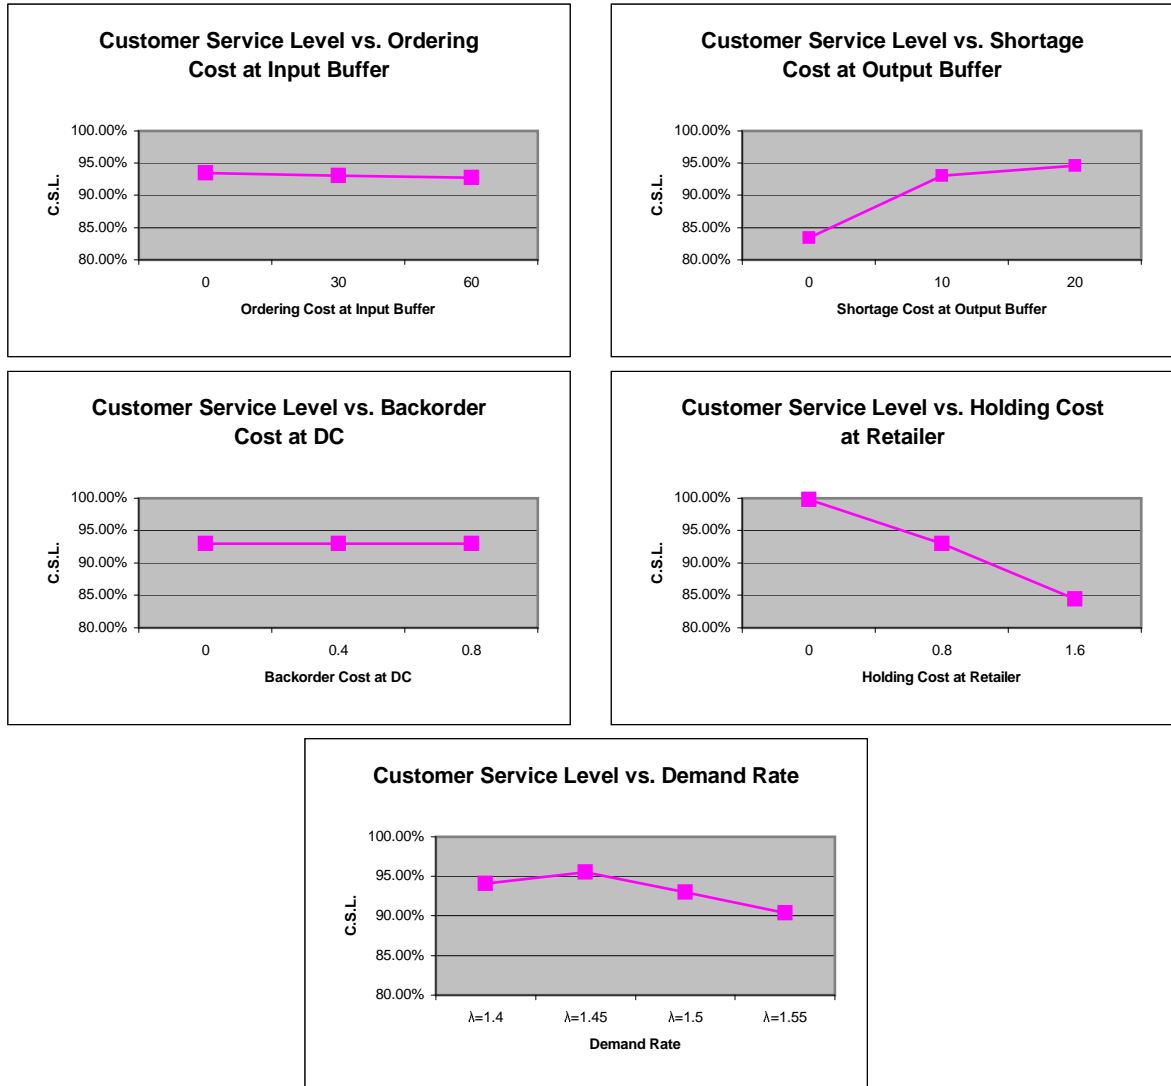 Customer Service Level vs. Ordering
Cost at Input Buffer
100.00%
95.00%
90.00%
85.00%
80.00%
C.S.L.
0 30 60
Ordering Cost at Input Buffer
Customer Service Level vs. Shortage
Cost at Output Buffer
100.00%
95.00%
90.00%
85.00%
80.00%
C.S.L.
0 10 20
Shortage Cost at Output Buffer
Customer Service Level vs. Backorder
Cost at DC
100.00%
95.00%
90.00%
85.00%
80.00%
C.S.L.
0 0.4 0.8
Backorder Cost at DC
Customer Service Level vs. Holding Cost
at Retailer
100.00%
95.00%
90.00%
85.00%
80.00%
C.S.L.
0 0.8 1.6
Holding Cost at Retailer
Customer Service Level vs. Demand Rate
100.00%
95.00%
90.00%
85.00%
80.00%
C.S.L.
λ=1.4 λ=1.45 λ=1.5 λ=1.55
Demand Rate